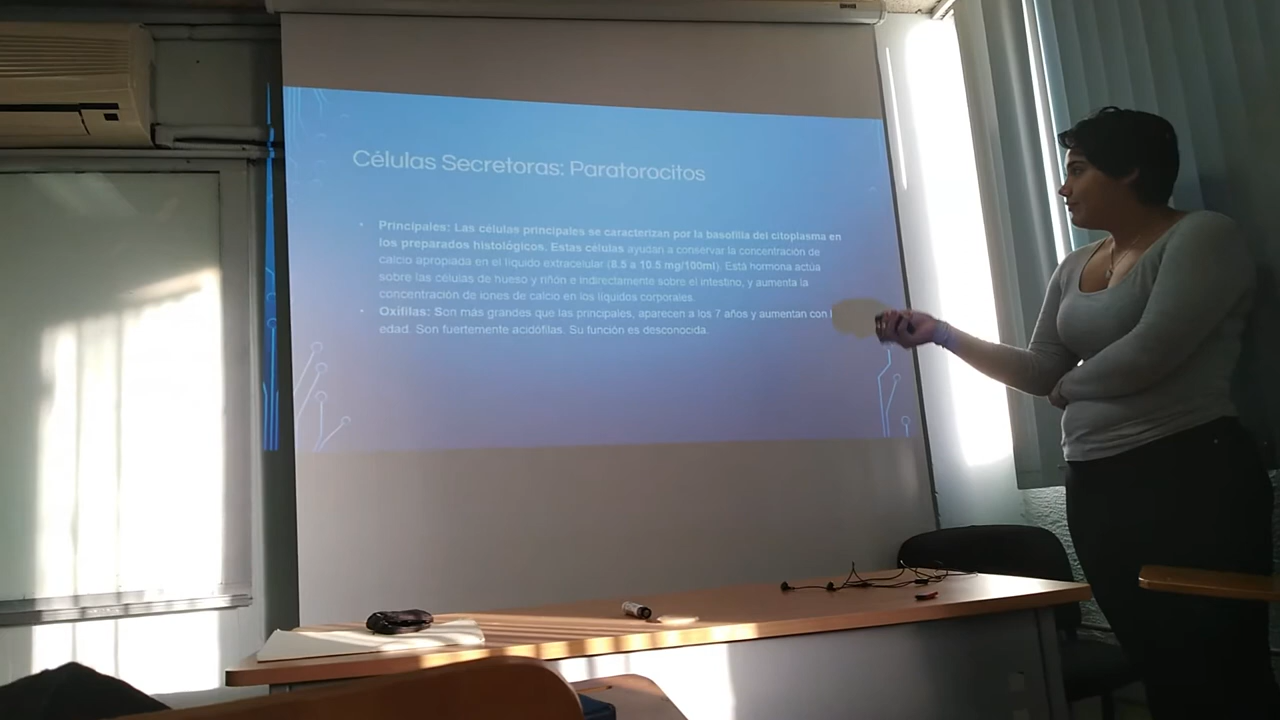 Células Secretoras: Paratorocitos
Principales: Las células principales se caracterizan por la basofilia del citoplasma en
los preparados histológicos. Estas células ayudan a conservar la concentración de
calcio apropiada en el líquido extracelular (8.5 a 10.5 mg/100ml). Esta hormona actúa
sobre las células de hueso y riñón e indirectamente sobre el intestino, y aumenta la
concentración de iones de calcio en los líquidos corporales.
Oxifilas: Son más grandes que las principales, aparecen a los 7 años y aumentan con
edad. Son fuertemente acidófilas. Su función es desconocida.